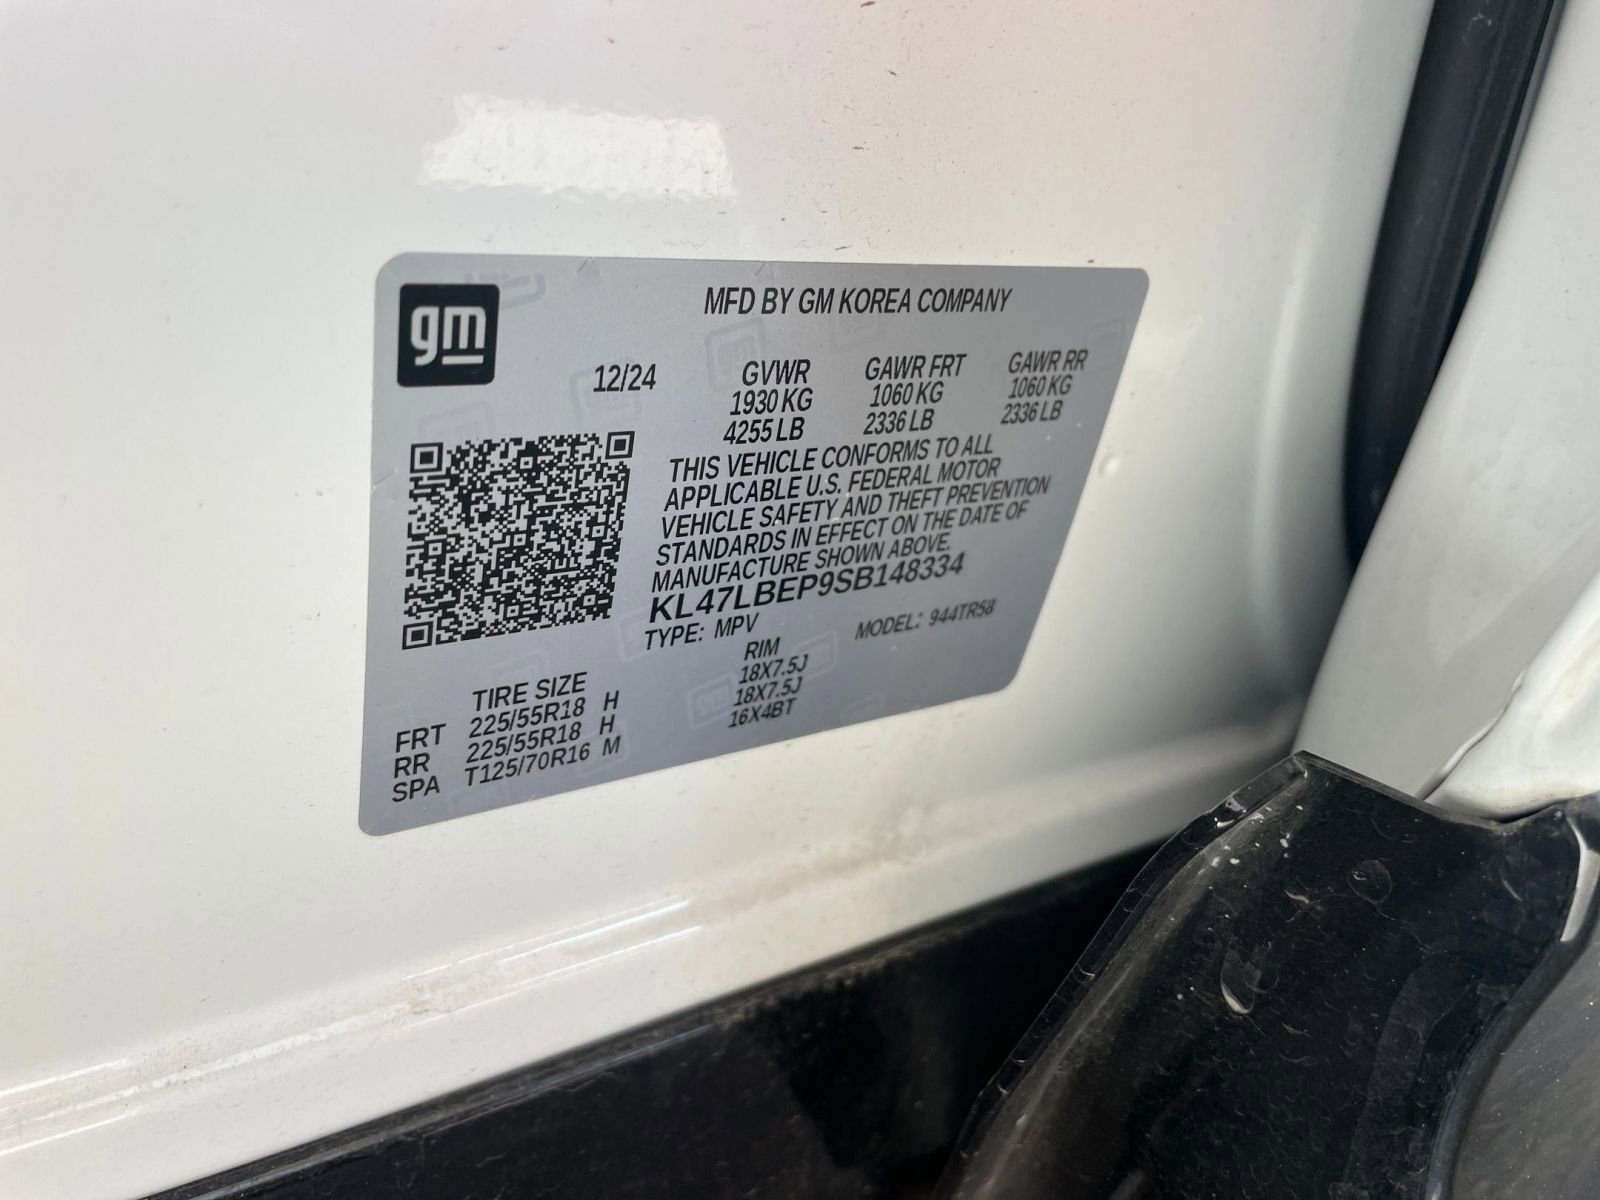 gm
MFD BY GM KOREA COMPANY
12/24 GVWR GAWR FRT GAWR RR
1930 KG 1060 KG 1060 KG
4255 LB 2336 LB 2336 LB
THIS VEHICLE CONFORMS TO ALL
APPLICABLE U.S. FEDERAL MOTOR
VEHICLE SAFETY AND THEFT PREVENTION
STANDARDS IN EFFECT ON THE DATE OF
MANUFACTURE SHOWN ABOVE.
KL47LBEP9SB148334
TYPE: MPV MODEL: 944TR58
TIRE SIZE RIM
FRT 225/55R18 H 18X7.5J
RR 225/55R18 H 18X7.5J
SPA T125/70R16 M 16X4BT